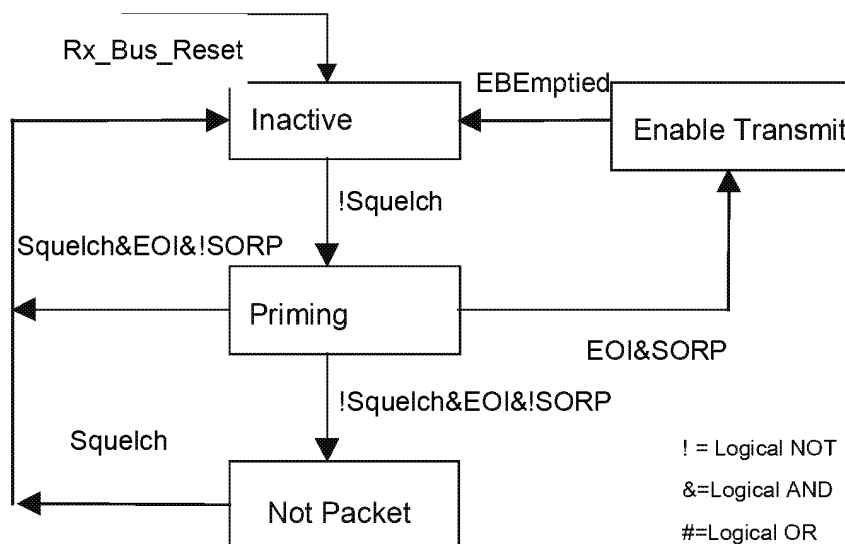 Rx_Bus_Reset
EBEmptied
Inactive
Enable Transmit
!Squelch
Squelch&EOI&!SORP
Priming
EOI&SORP
!Squelch&EOI&!SORP
Squelch
! = Logical NOT
&=Logical AND
Not Packet
#=Logical OR